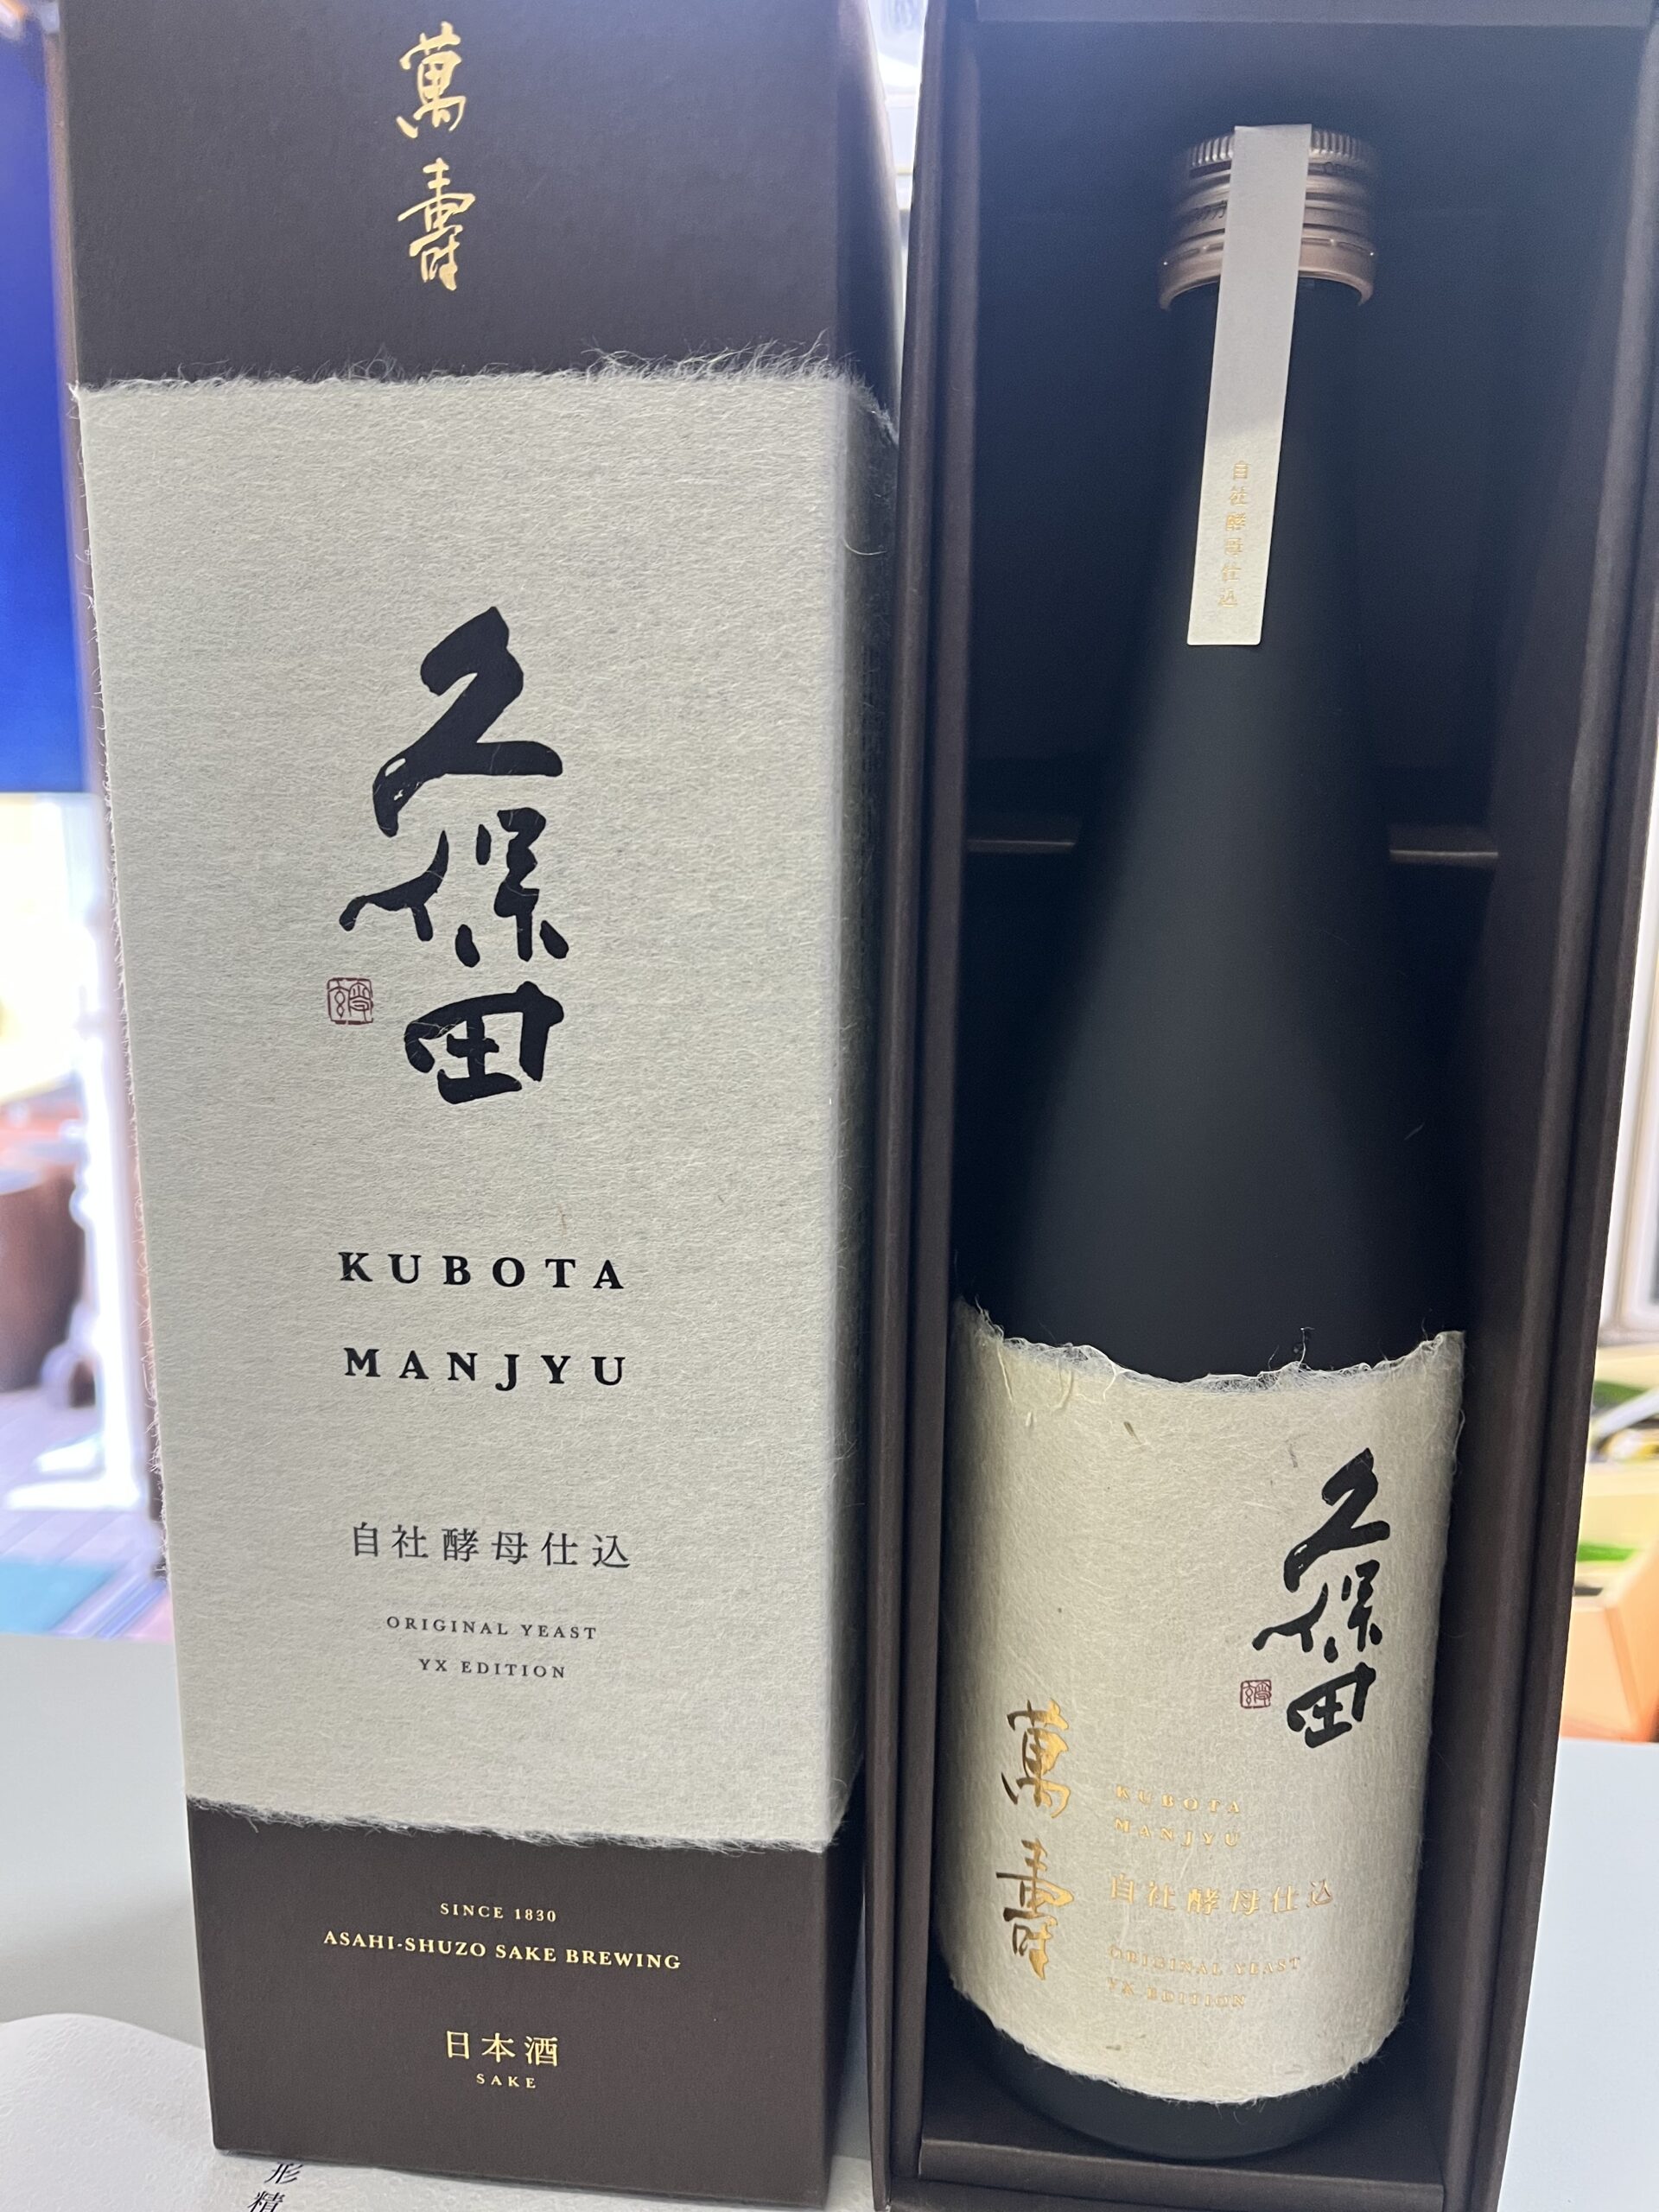 萬壽
久保田
KUBOTA
MANJYU
自社酵母仕込
ORIGINAL YEAST
YX EDITION
SINCE 1830
ASAHI-SHUZO SAKE BREWING
日本酒
SAKE
形
精
自社酵母仕込
久保田
萬壽
KUBOTA
MANJYU
自社酵母仕込
ORIGINAL YEAST
YX EDITION